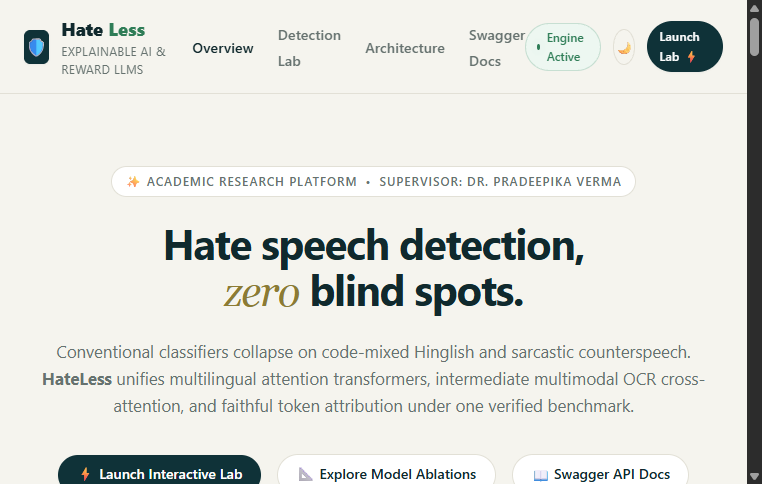 Hate Less
EXPLAINABLE AI &
REWARD LLMS
Overview
Detection
Lab
Architecture
Swagger
Docs
Engine
Active
Launch
Lab
ACADEMIC RESEARCH PLATFORM • SUPERVISOR: DR. PRADEEPIKA VERMA
Hate speech detection,
zero blind spots.
Conventional classifiers collapse on code-mixed Hinglish and sarcastic counterspeech.
HateLess unifies multilingual attention transformers, intermediate multimodal OCR cross-
attention, and faithful token attribution under one verified benchmark.
Launch Interactive Lab
Explore Model Ablations
Swagger API Docs